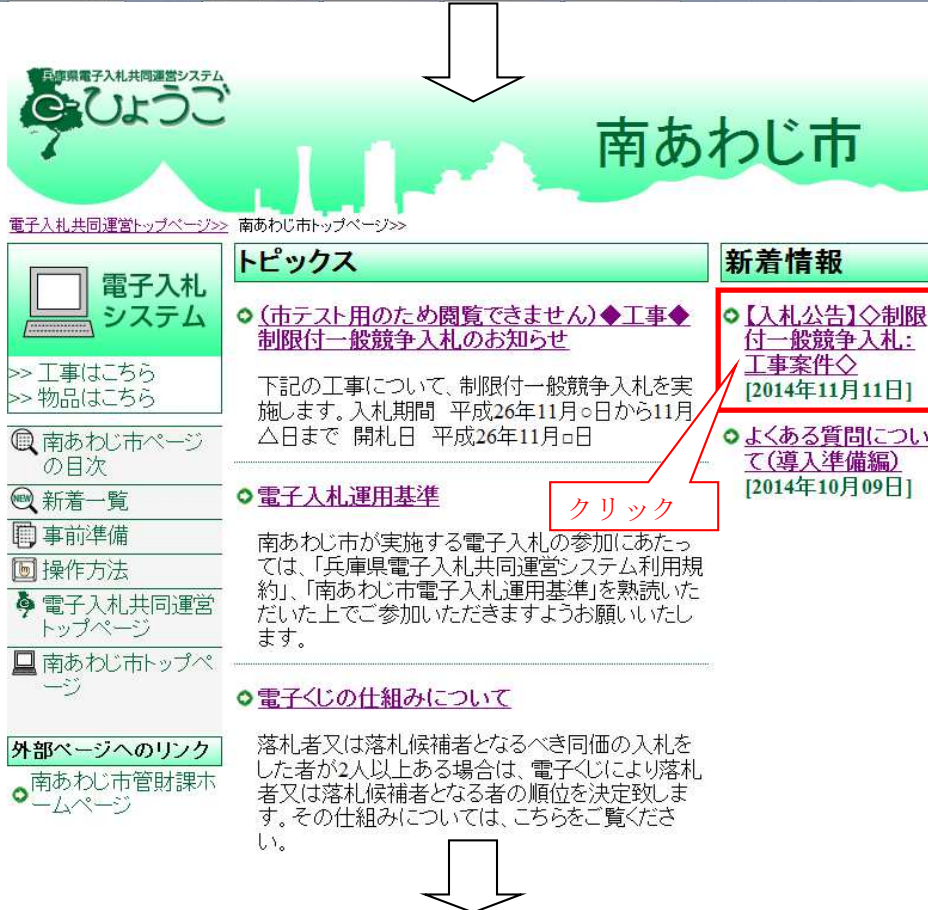 兵庫県電子入札共同運営システム
e-ひょうご
南あわじ市
電子入札共同運営トップページ>> 南あわじ市トップページ>>
電子入札
システム
>> 工事はこちら
>> 物品はこちら
南あわじ市ページ
の目次
NEW 新着一覧
事前準備
操作方法
電子入札共同運営
トップページ
南あわじ市トップペ
ージ
外部ページへのリンク
南あわじ市管財課ホ
ームページ
トピックス
(市テスト用のため閲覧できません)◆工事◆
制限付一般競争入札のお知らせ
下記の工事について、制限付一般競争入札を実
施します。入札期間 平成26年11月○日から11月
△日まで 開札日 平成26年11月□日
電子入札運用基準
南あわじ市が実施する電子入札の参加にあたっ
ては、「兵庫県電子入札共同運営システム利用規
約」、「南あわじ市電子入札運用基準」を熟読いた
だいた上でご参加いただきますようお願いいたし
ます。
電子くじの仕組みについて
落札者又は落札候補者となるべき同価の入札を
した者が2人以上ある場合は、電子くじにより落札
者又は落札候補者となる者の順位を決定致しま
す。その仕組みについては、こちらをご覧くださ
い。
新着情報
【入札公告】◇制限
付一般競争入札:
工事案件◇
[2014年11月11日]
よくある質問につい
て(導入準備編)
[2014年10月09日]
クリック